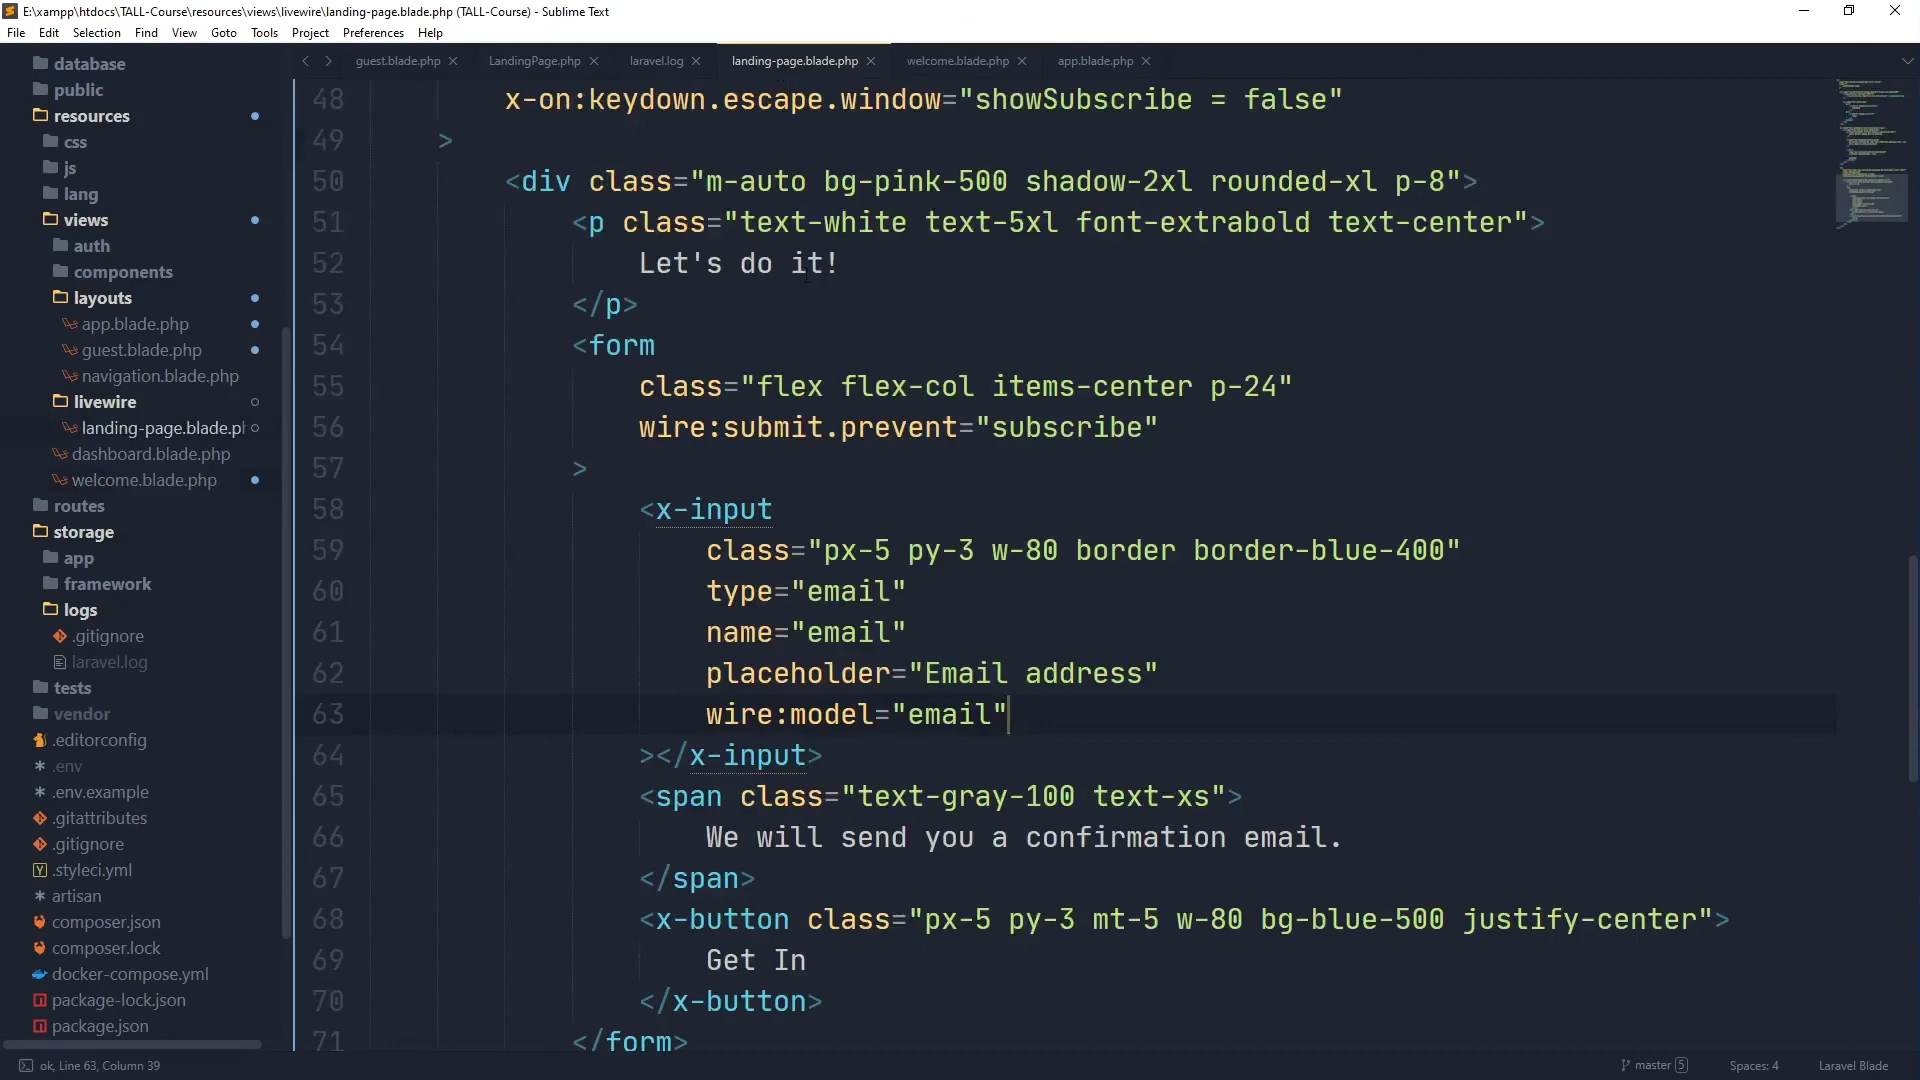 E:\xampp\htdocs\TALL-Course\resources\views\livewire\landing-page.blade.php (TALL-Course) - Sublime Text
File Edit Selection Find View Goto Tools Project Preferences Help
guest.blade.php LandingPage.php laravel.log landing-page.blade.php welcome.blade.php app.blade.php
database
public
resources
css
js
lang
views
auth
components
layouts
app.blade.php
guest.blade.php
navigation.blade.php
livewire
landing-page.blade.p
dashboard.blade.php
welcome.blade.php
routes
storage
app
framework
logs
.gitignore
laravel.log
tests
vendor
.editorconfig
.env
.env.example
.gitattributes
.gitignore
.styleci.yml
artisan
composer.json
composer.lock
docker-compose.yml
package-lock.json
package.json
48 x-on:keydown.escape.window="showSubscribe = false"
49 >
50 <div class="m-auto bg-pink-500 shadow-2xl rounded-xl p-8">
51 <p class="text-white text-5xl font-extrabold text-center">
52 Let's do it!
53 </p>
54 <form
55 class="flex flex-col items-center p-24"
56 wire:submit.prevent="subscribe"
57 >
58 <x-input
59 class="px-5 py-3 w-80 border border-blue-400"
60 type="email"
61 name="email"
62 placeholder="Email address"
63 wire:model="email"
64 ></x-input>
65 <span class="text-gray-100 text-xs">
66 We will send you a confirmation email.
67 </span>
68 <x-button class="px-5 py-3 mt-5 w-80 bg-blue-500 justify-center">
69 Get In
70 </x-button>
71 </form>
ok, Line 63, Column 39
master 5 Spaces: 4 Laravel Blade